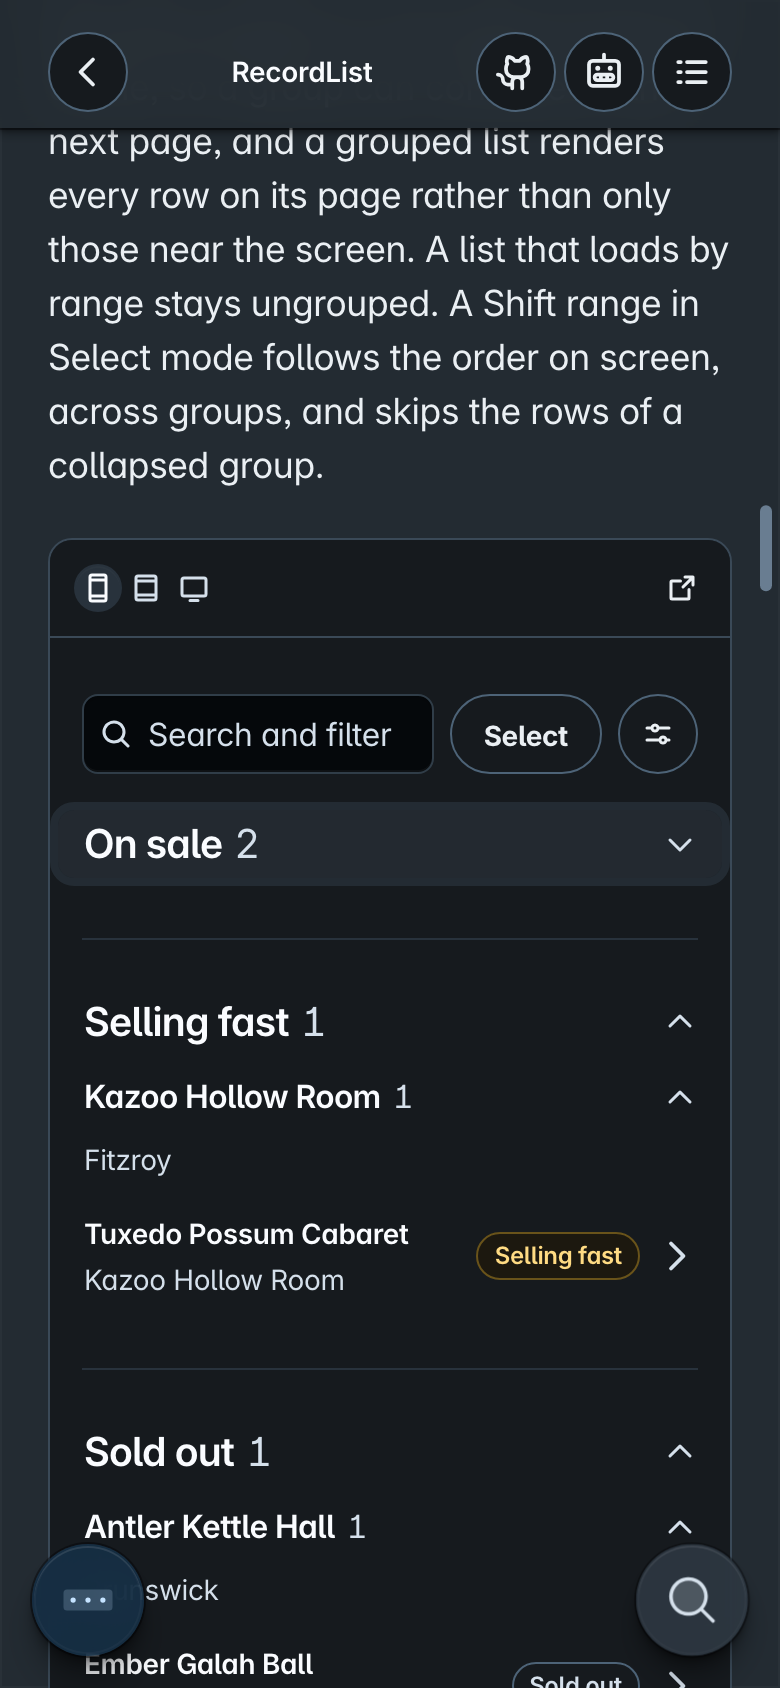 RecordList
next page, and a grouped list renders
every row on its page rather than only
those near the screen. A list that loads by
range stays ungrouped. A Shift range in
Select mode follows the order on screen,
across groups, and skips the rows of a
collapsed group.
Search and filter
Select
On sale 2
Selling fast 1
Kazoo Hollow Room 1
Fitzroy
Tuxedo Possum Cabaret
Selling fast
Kazoo Hollow Room
Sold out 1
Antler Kettle Hall 1
nswick
Ember Galah Ball
Sold out